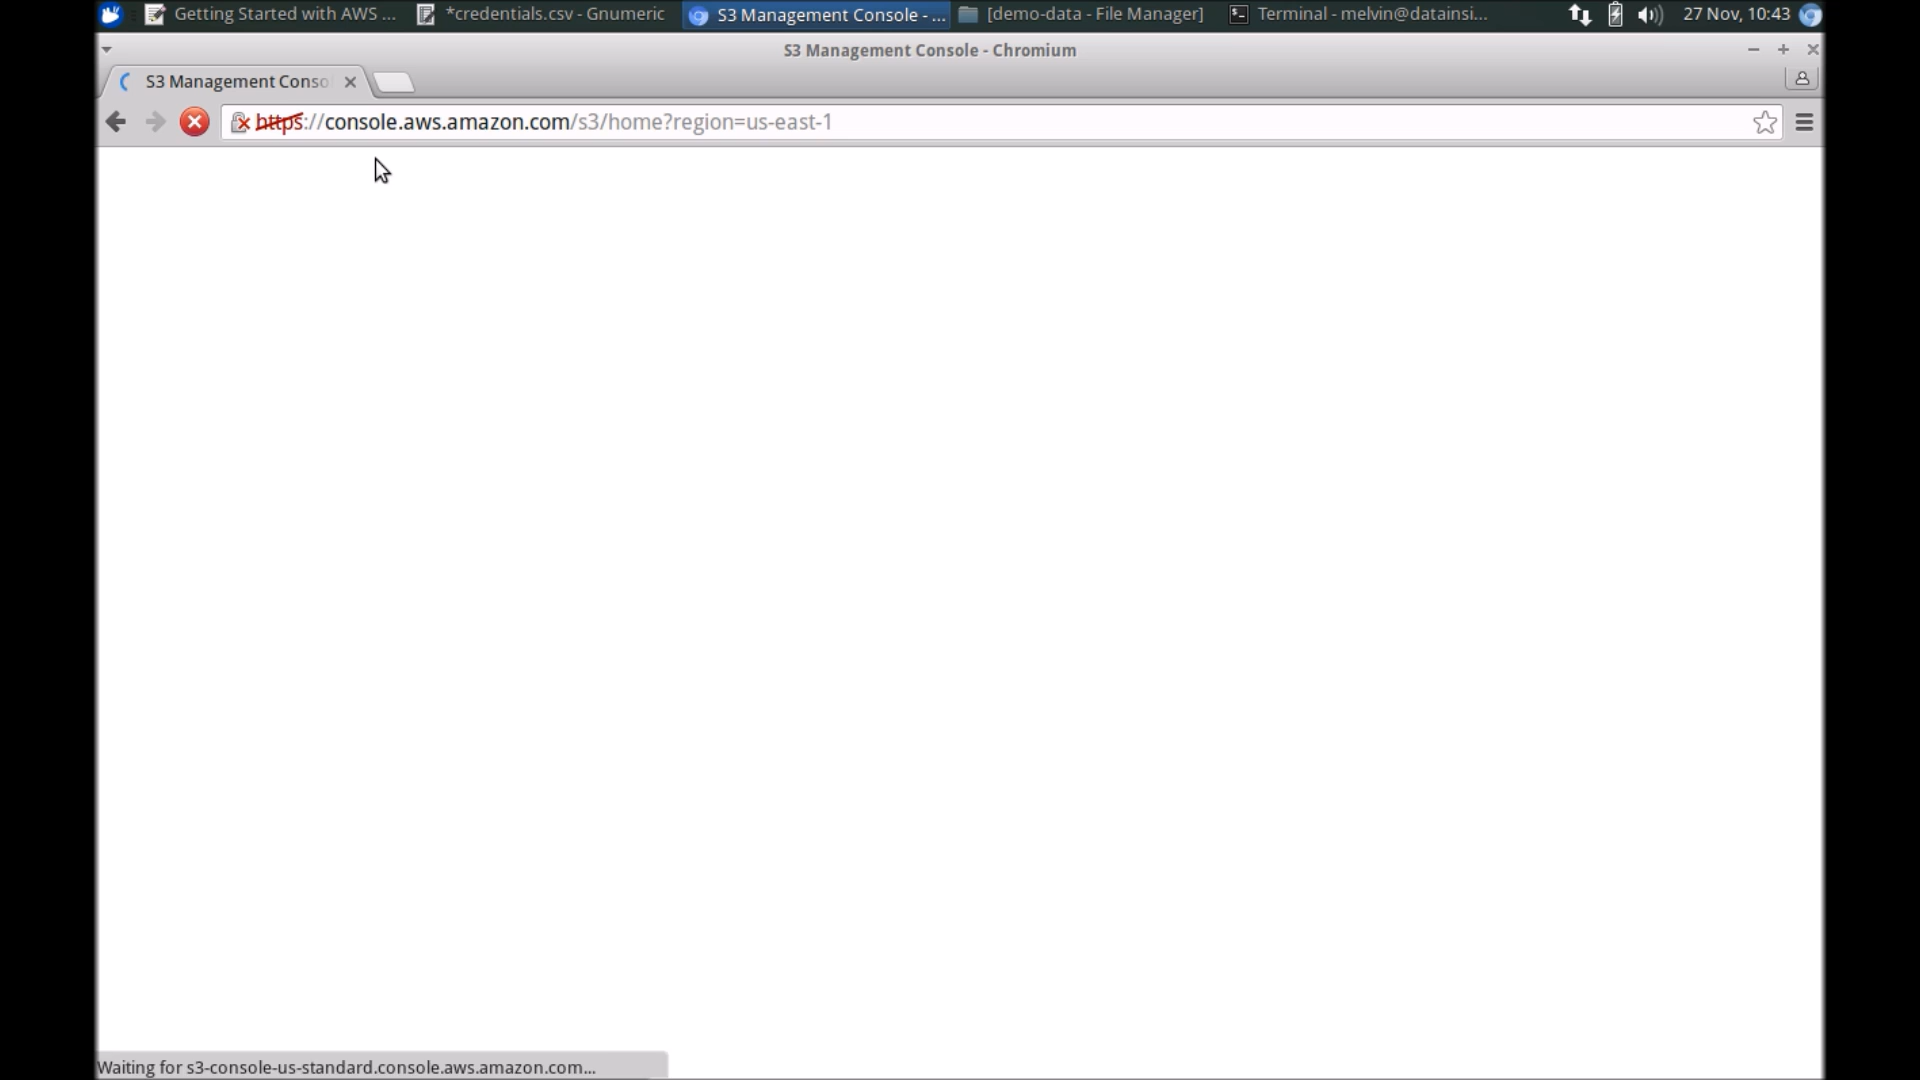 Getting Started with AWS ...
*credentials.csv - Gnumeric
S3 Management Console - ...
[demo-data - File Manager]
Terminal - melvin@datainsi...
27 Nov, 10:43
S3 Management Console - Chromium
S3 Management Conso
https://console.aws.amazon.com/s3/home?region=us-east-1
Waiting for s3-console-us-standard.console.aws.amazon.com...